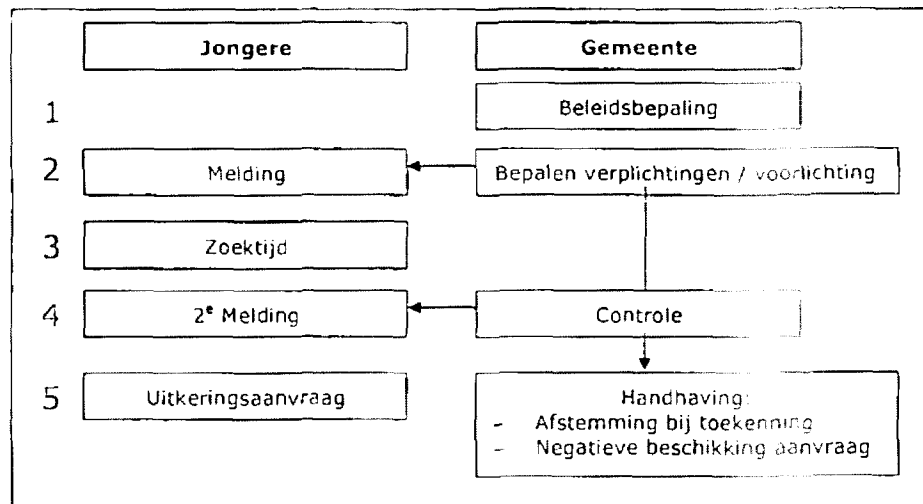 Jongere Gemeente
1 Beleidsbepaling
2 Melding Bepalen verplichtingen / voorlichting
3 Zoektijd
4 2e Melding Controle
5 Uitkeringsaanvraag Handhaving:
- Afstemming bij toekenning
- Negatieve beschikking aanvraag